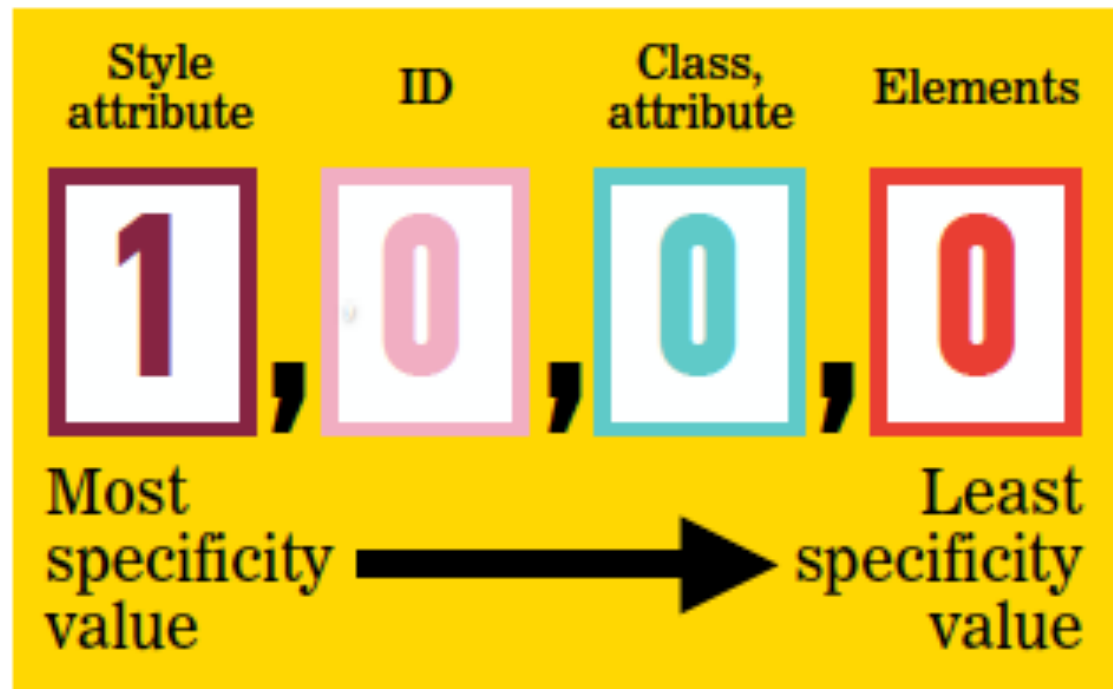 Style
attribute
ID
Class,
attribute
Elements
1,0,0,0
Most
specificity
value
Least
specificity
value